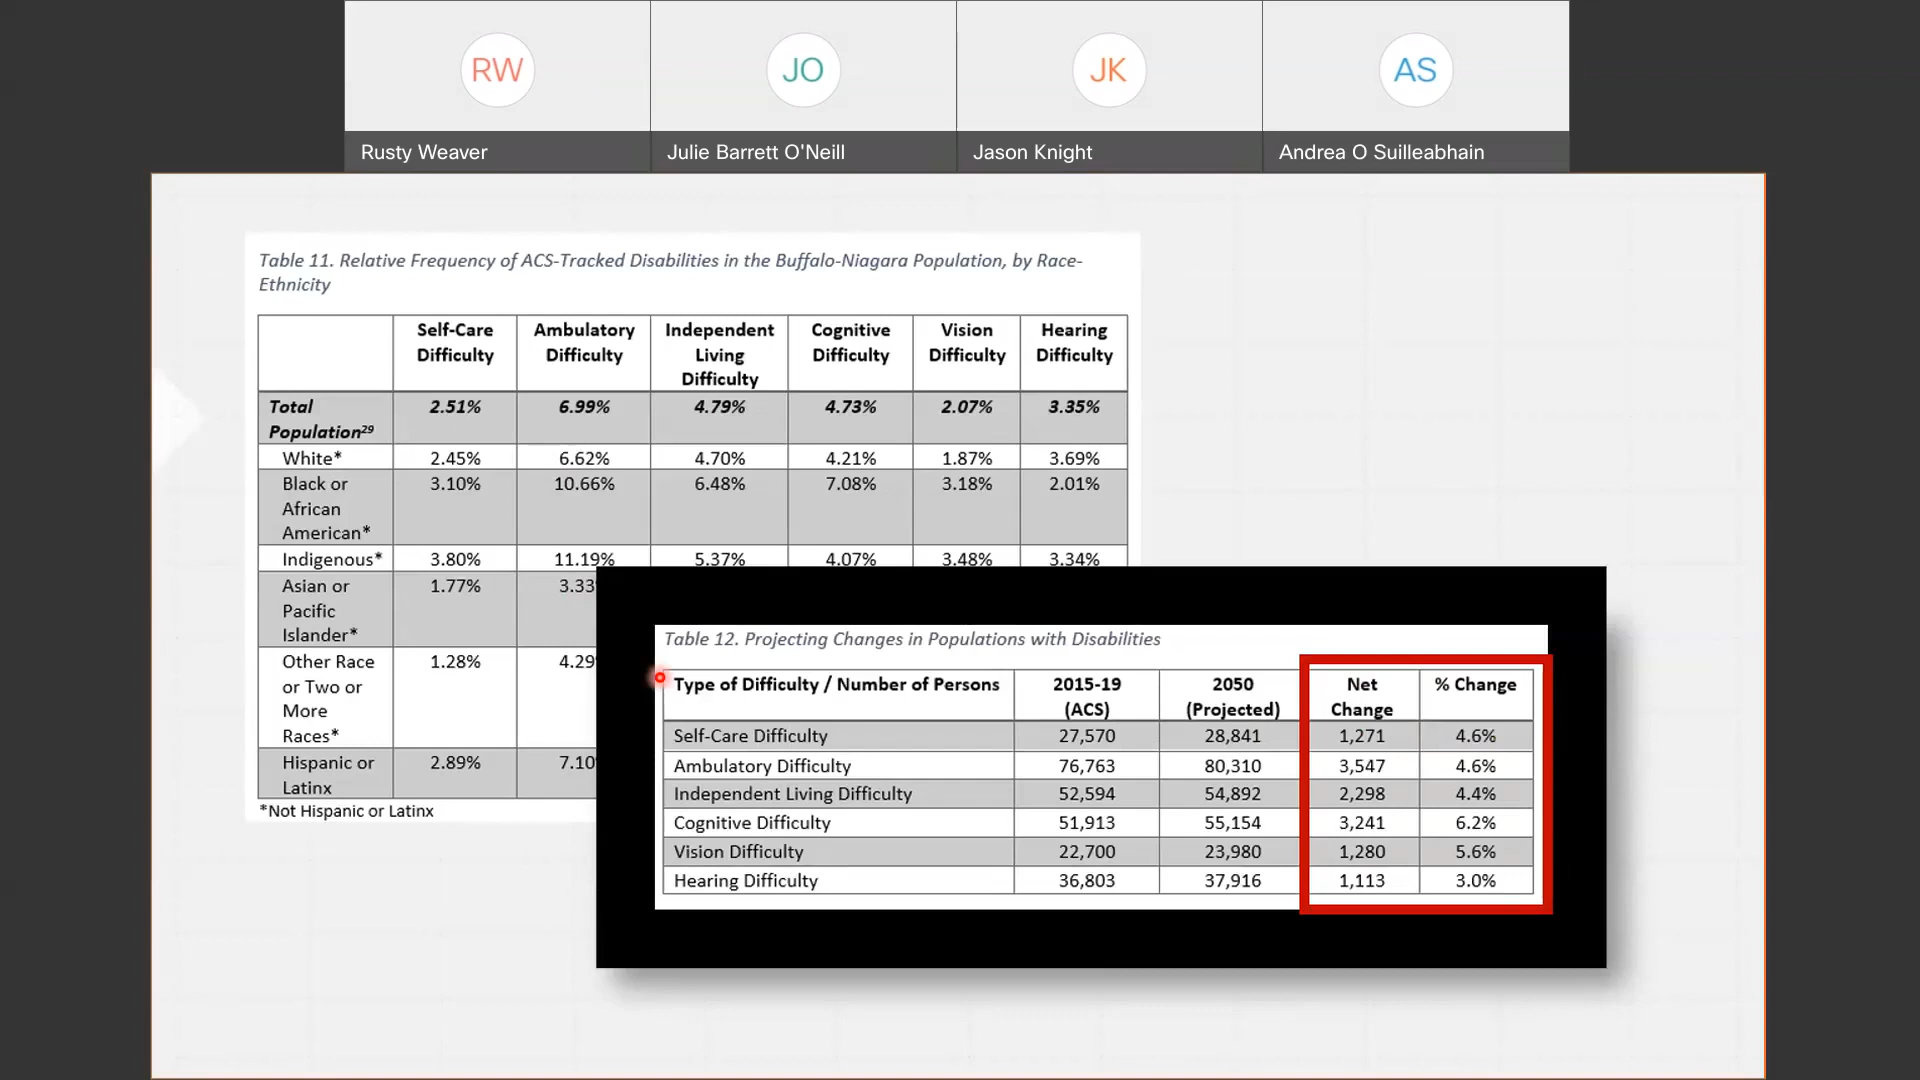 RW
JO
JK
AS
Rusty Weaver
Julie Barrett O'Neill
Jason Knight
Andrea O Suilleabhain
Table 11. Relative Frequency of ACS-Tracked Disabilities in the Buffalo-Niagara Population, by Race-
Ethnicity
Self-Care Ambulatory Independent Cognitive Vision Hearing
Difficulty Difficulty Living Difficulty Difficulty Difficulty
Difficulty
Total 2.51% 6.99% 4.79% 4.73% 2.07% 3.35%
Population29
White* 2.45% 6.62% 4.70% 4.21% 1.87% 3.69%
Black or 3.10% 10.66% 6.48% 7.08% 3.18% 2.01%
African
American*
Indigenous* 3.80% 11.19% 5.37% 4.07% 3.48% 3.34%
Asian or 1.77% 3.33
Pacific
Islander*
Other Race 1.28% 4.29
or Two or
More
Races*
Hispanic or 2.89% 7.10
Latinx
*Not Hispanic or Latinx
Table 12. Projecting Changes in Populations with Disabilities
Type of Difficulty / Number of Persons 2015-19 2050 Net % Change
(ACS) (Projected) Change
Self-Care Difficulty 27,570 28,841 1,271 4.6%
Ambulatory Difficulty 76,763 80,310 3,547 4.6%
Independent Living Difficulty 52,594 54,892 2,298 4.4%
Cognitive Difficulty 51,913 55,154 3,241 6.2%
Vision Difficulty 22,700 23,980 1,280 5.6%
Hearing Difficulty 36,803 37,916 1,113 3.0%